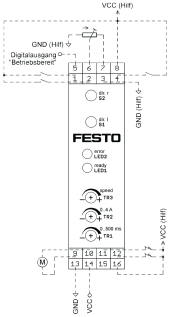 VCC (Hilf)
GND (Hilf)
Digitalausgang
"Betriebsbereit"
5 6 7 8
1 2 3 4
GND (Hilf)
dir. r
S2
dir. l
S1
FESTO
error
LED2
ready
LED1
speed
TR3
0..4 A
TR2
0..500 ms
TR1
VCC (Hilf)
9 10 11 12
M
13 14 15 16
GND
VCC